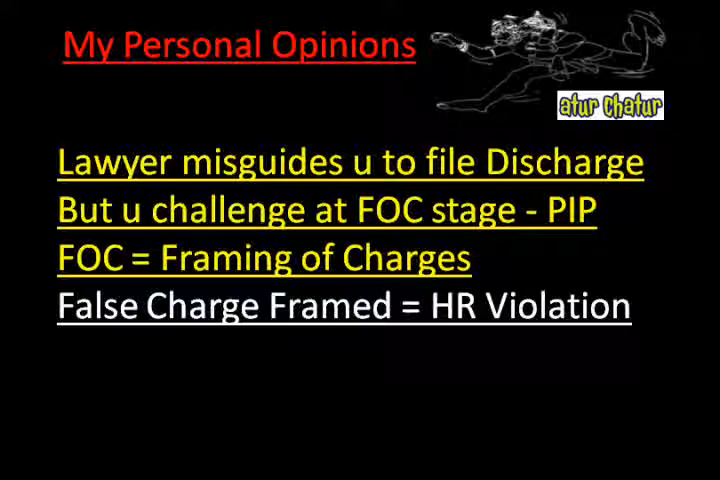 My Personal Opinions
atur chatur
Lawyer misguides u to file Discharge
But u challenge at FOC stage - PIP
FOC = Framing of Charges
False Charge Framed = HR Violation